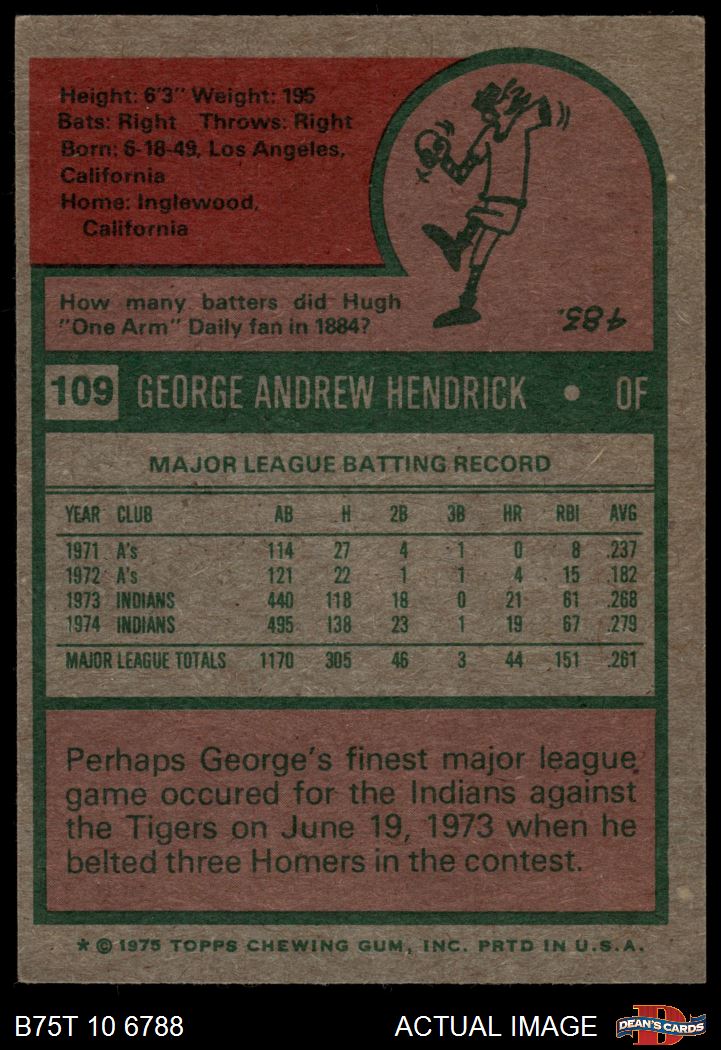 Height: 6'3" Weight: 195
Bats: Right Throws: Right
Born: 6-18-49, Los Angeles,
California
Home: Inglewood,
California
How many batters did Hugh
"One Arm" Daily fan in 1884?
483.
109 GEORGE ANDREW HENDRICK • OF
MAJOR LEAGUE BATTING RECORD
YEAR CLUB AB H 2B 3B HR RBI AVG
1971 A's 114 27 4 1 0 8 .237
1972 A's 121 22 1 1 4 15 .182
1973 INDIANS 440 118 18 0 21 61 .268
1974 INDIANS 495 138 23 1 19 67 .279
MAJOR LEAGUE TOTALS 1170 305 46 3 44 151 .261
Perhaps George's finest major league
game occured for the Indians against
the Tigers on June 19, 1973 when he
belted three Homers in the contest.
* © 1975 TOPPS CHEWING GUM, INC. PRTD IN U.S.A.
B75T 10 6788 ACTUAL IMAGE D DEAN'S CARDS